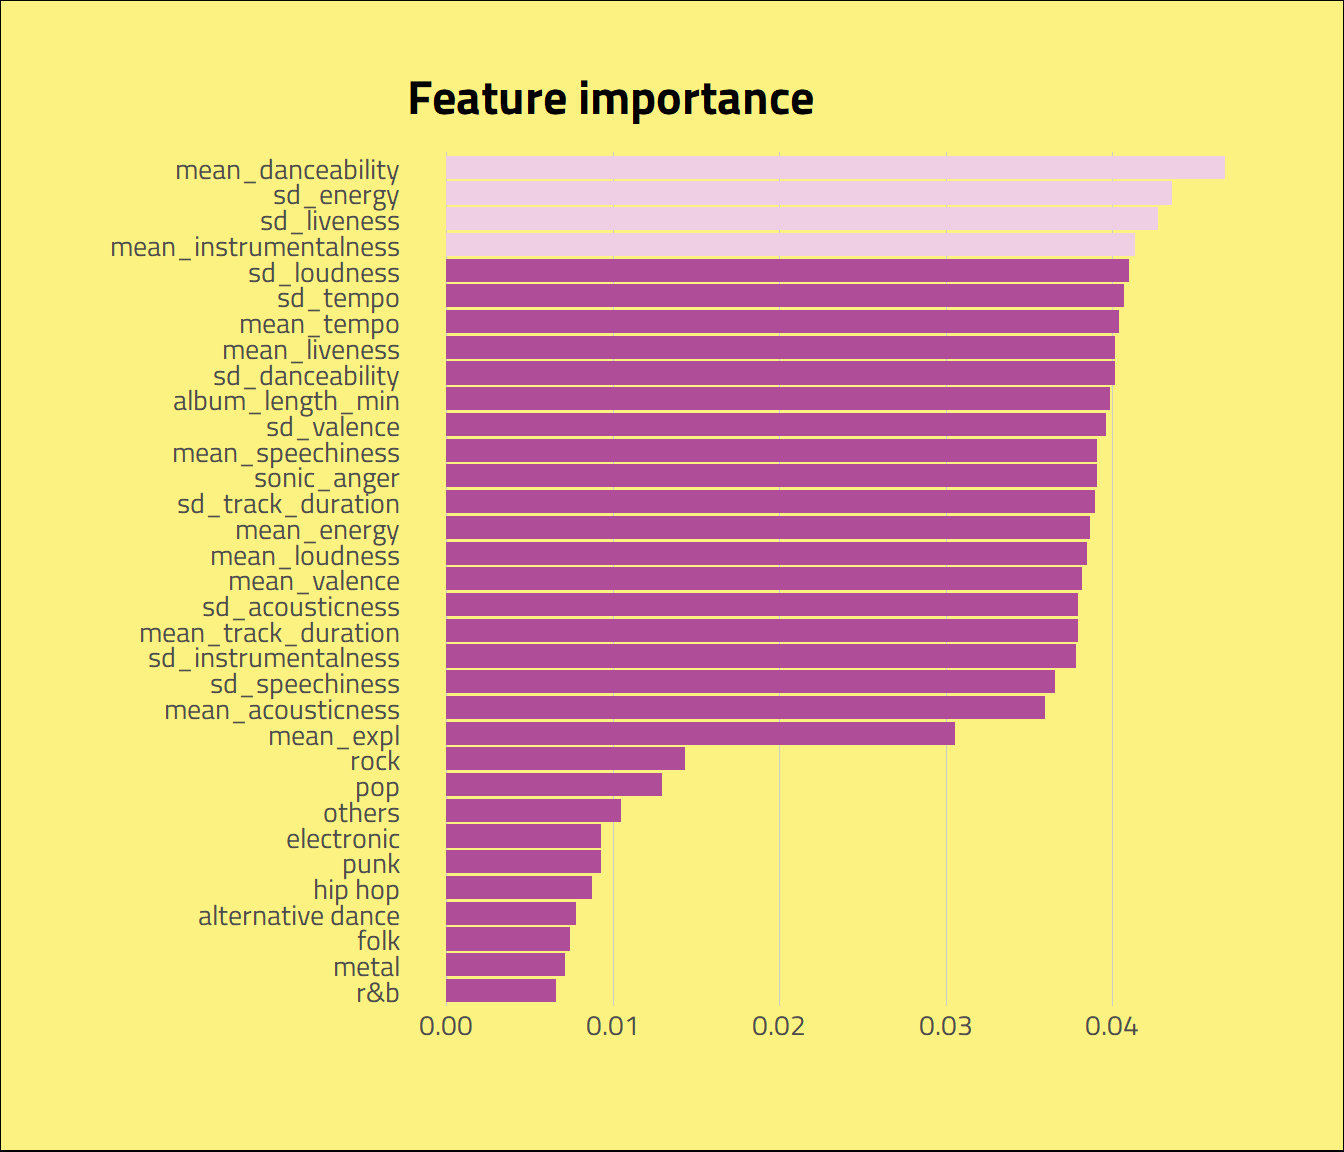 Feature importance
mean_danceability
sd_energy
sd_liveness
mean_instrumentalness
sd_loudness
sd_tempo
mean_tempo
mean_liveness
sd_danceability
album_length_min
sd_valence
mean_speechiness
sonic_anger
sd_track_duration
mean_energy
mean_loudness
mean_valence
sd_acousticness
mean_track_duration
sd_instrumentalness
sd_speechiness
mean_acousticness
mean_expl
rock
pop
others
electronic
punk
hip hop
alternative dance
folk
metal
r&b
0.00 0.01 0.02 0.03 0.04